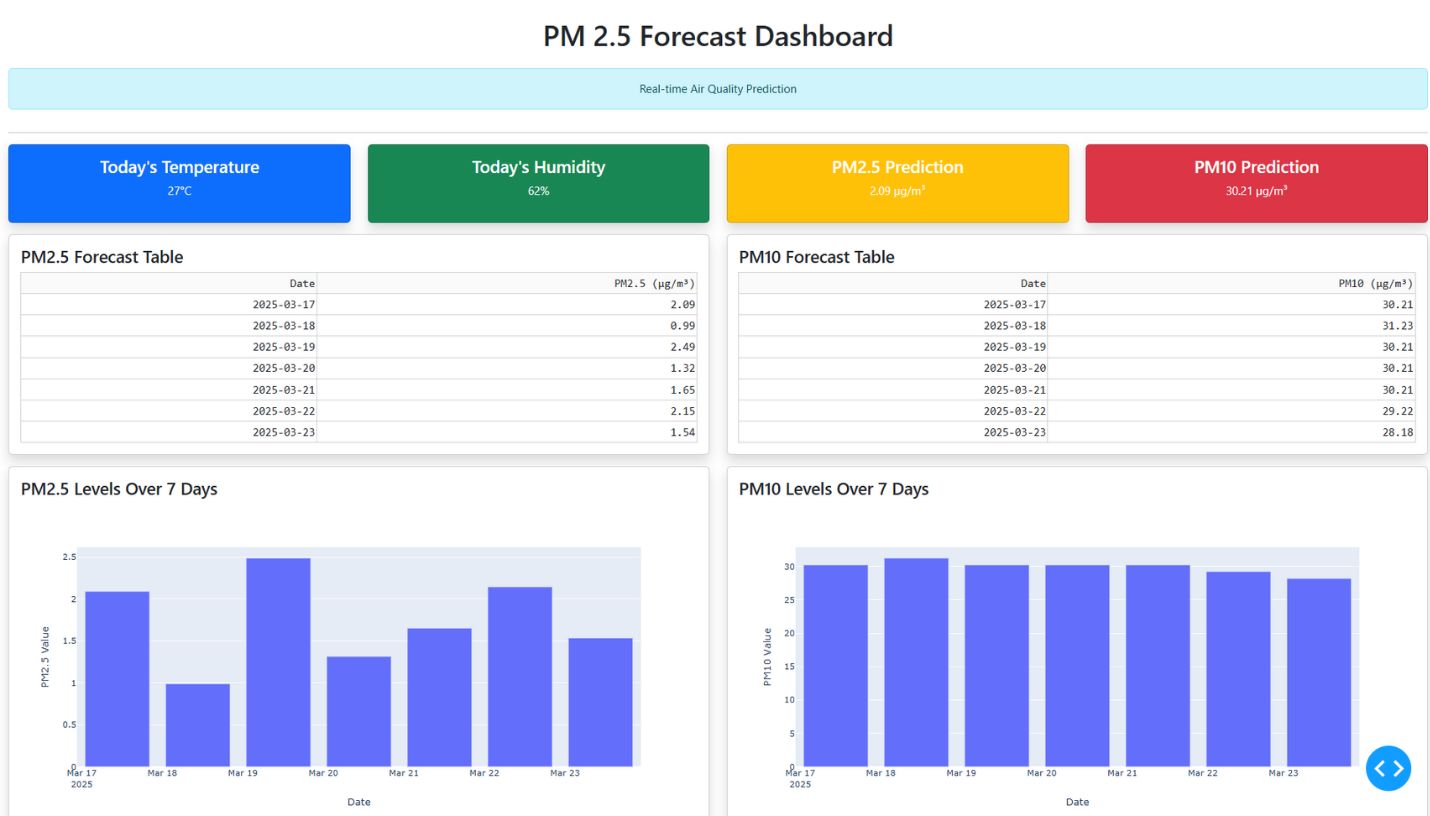 PM 2.5 Forecast Dashboard
Real-time Air Quality Prediction
Today's Temperature
27°C
Today's Humidity
62%
PM2.5 Prediction
2.09 µg/m³
PM10 Prediction
30.21 µg/m³
PM2.5 Forecast Table
Date PM2.5 (µg/m³)
2025-03-17 2.09
2025-03-18 0.99
2025-03-19 2.49
2025-03-20 1.32
2025-03-21 1.65
2025-03-22 2.15
2025-03-23 1.54
PM10 Forecast Table
Date PM10 (µg/m³)
2025-03-17 30.21
2025-03-18 31.23
2025-03-19 30.21
2025-03-20 30.21
2025-03-21 30.21
2025-03-22 29.22
2025-03-23 28.18
PM2.5 Levels Over 7 Days
2.5
2
1.5
1
0.5
0
PM2.5 Value
Mar 17 Mar 18 Mar 19 Mar 20 Mar 21 Mar 22 Mar 23
2025
Date
PM10 Levels Over 7 Days
30
25
20
15
10
5
0
PM10 Value
Mar 17 Mar 18 Mar 19 Mar 20 Mar 21 Mar 22 Mar 23
2025
Date